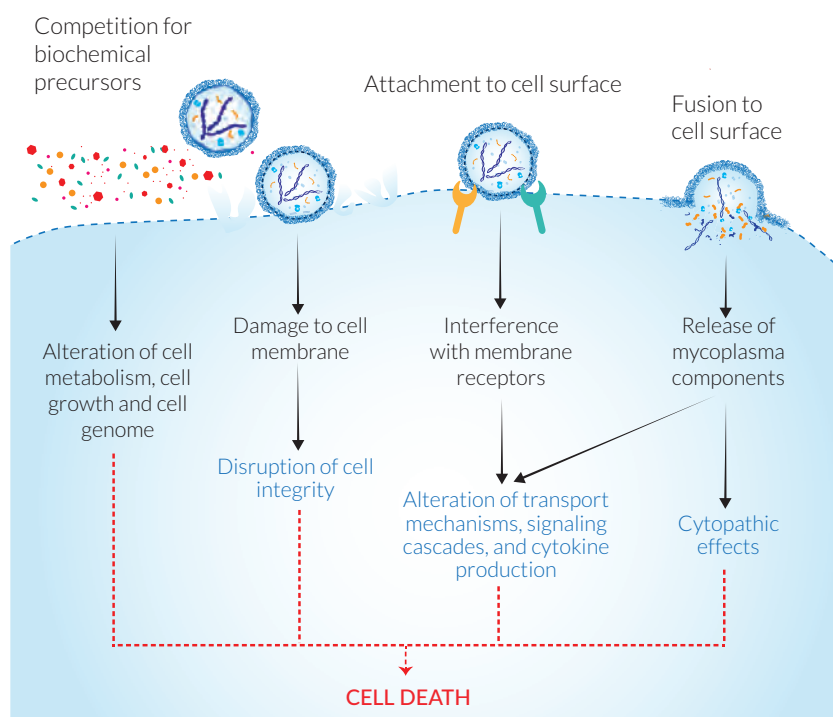 Competition for
biochemical
precursors
Attachment to cell surface
Fusion to
cell surface
Alteration of cell
metabolism, cell
growth and cell
genome
Damage to cell
membrane
Interference
with membrane
receptors
Release of
mycoplasma
components
Disruption of cell
integrity
Alteration of transport
mechanisms, signaling
cascades, and cytokine
production
Cytopathic
effects
CELL DEATH